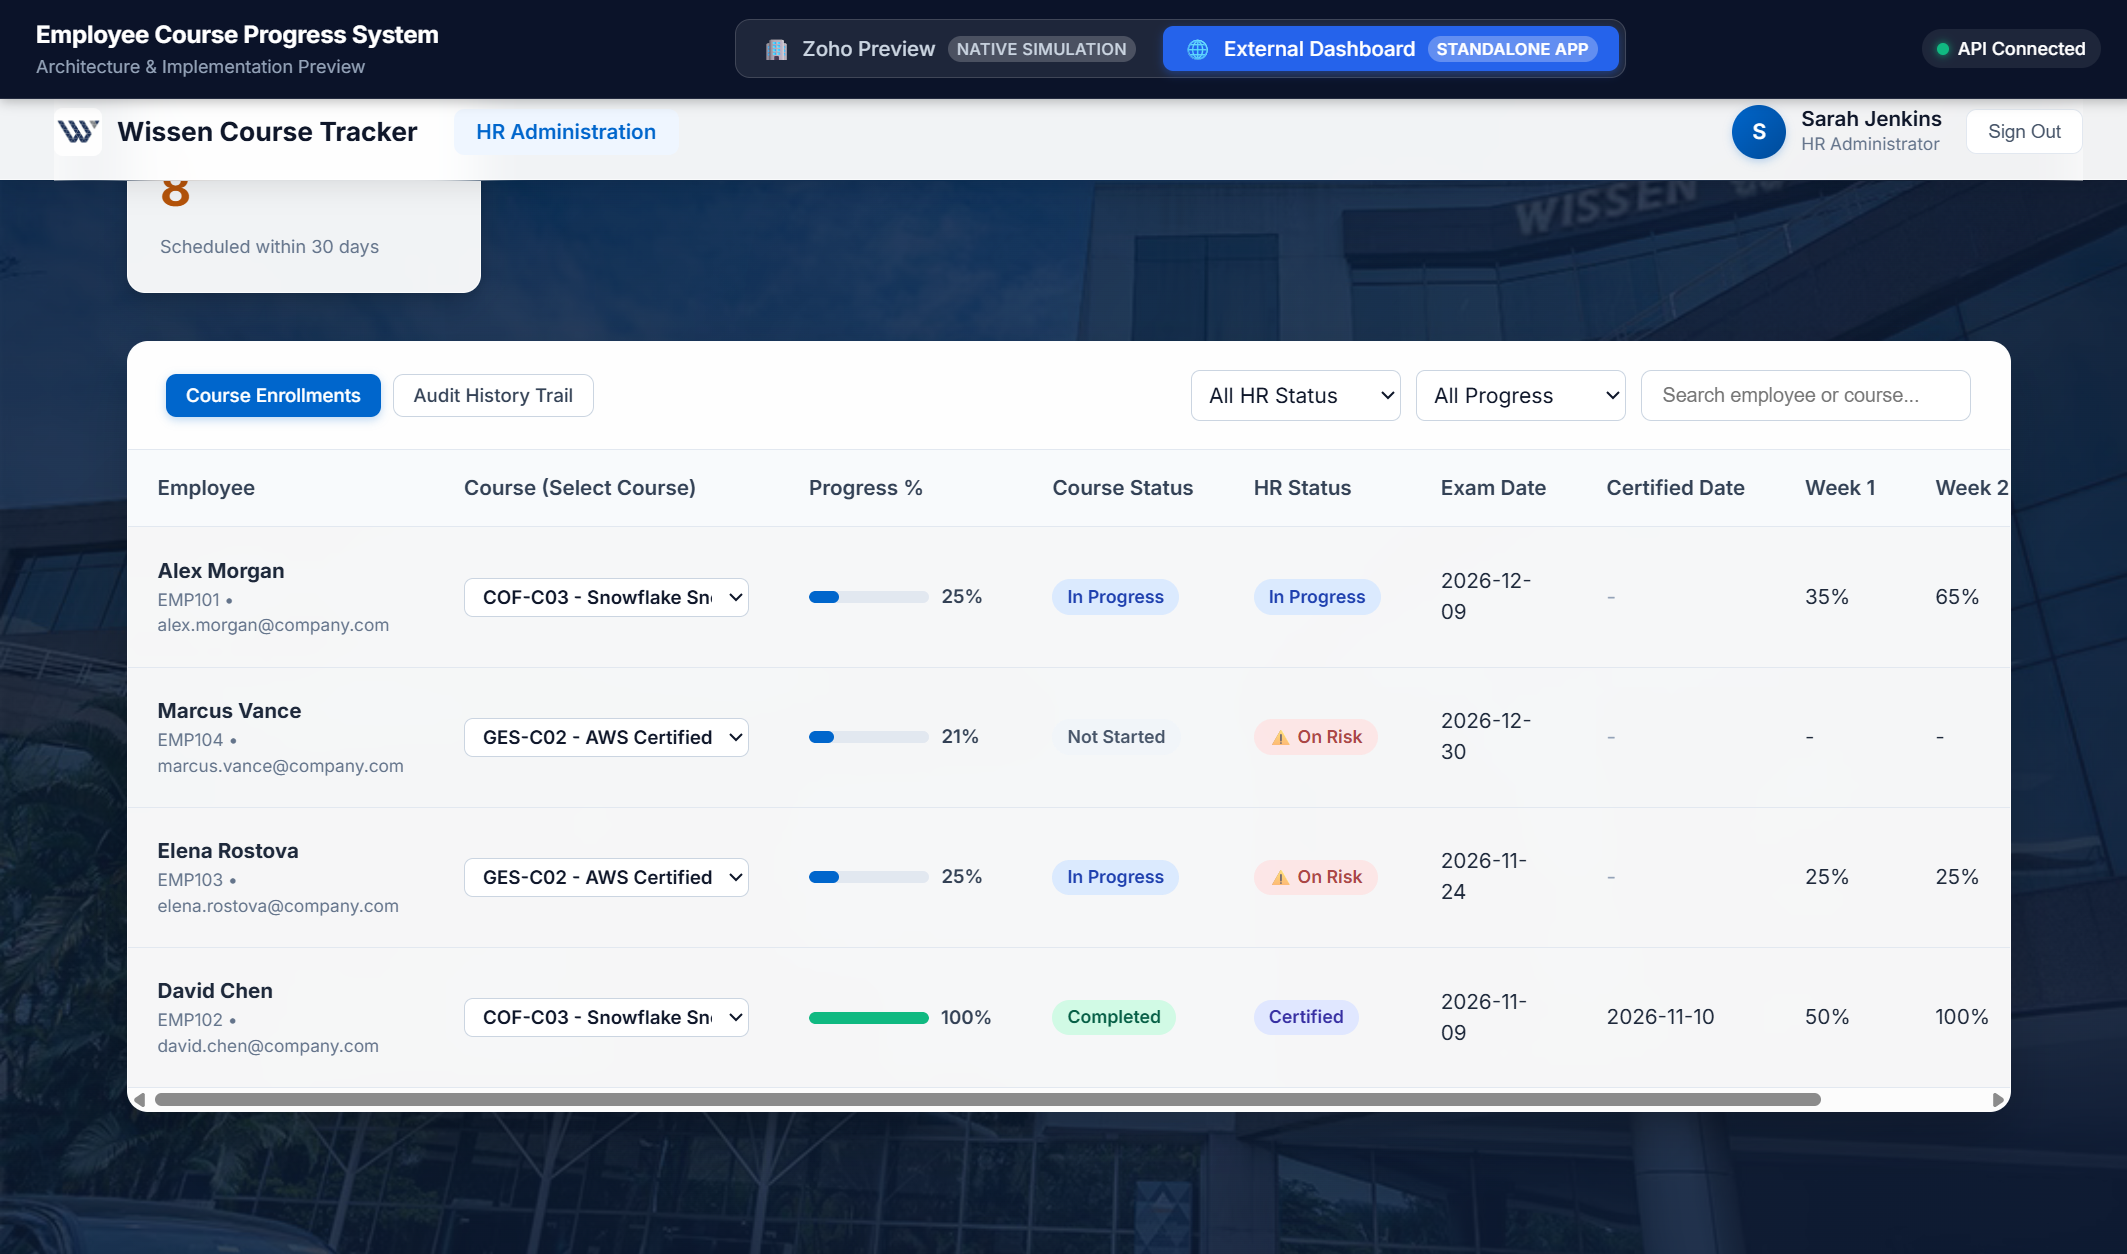 Employee Course Progress System
Architecture & Implementation Preview
Zoho Preview NATIVE SIMULATION
External Dashboard STANDALONE APP
API Connected
Wissen Course Tracker
HR Administration
S
Sarah Jenkins
HR Administrator
Sign Out
WISSEN
8
Scheduled within 30 days
Course Enrollments
Audit History Trail
All HR Status
All Progress
Search employee or course...
Employee Course (Select Course) Progress % Course Status HR Status Exam Date Certified Date Week 1 Week 2
Alex Morgan
EMP101 •
alex.morgan@company.com
COF-C03 - Snowflake Sn
25%
In Progress
In Progress
2026-12-
09
-
35%
65%
Marcus Vance
EMP104 •
marcus.vance@company.com
GES-C02 - AWS Certified
21%
Not Started
⚠ On Risk
2026-12-
30
-
-
-
Elena Rostova
EMP103 •
elena.rostova@company.com
GES-C02 - AWS Certified
25%
In Progress
⚠ On Risk
2026-11-
24
-
25%
25%
David Chen
EMP102 •
david.chen@company.com
COF-C03 - Snowflake Sn
100%
Completed
Certified
2026-11-
09
2026-11-10
50%
100%